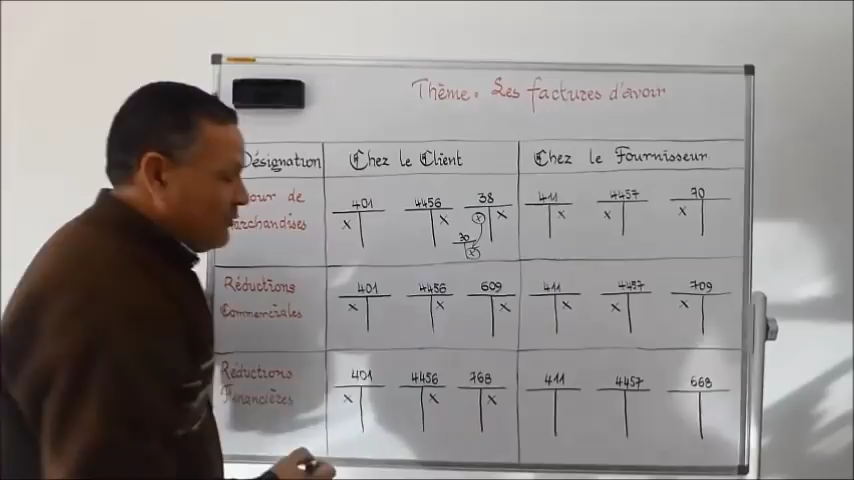 Thème: Les factures d'avoir
Désignation Chez le Client Chez le Fournisseur
de marchandises
401 4456 38 411 4457 70
x x x x x x x
30
x
Réductions Commerciales
401 4456 609 411 4457 709
x x x x x x
Réductions Financières
401 4456 768 411 4457 668
x x x